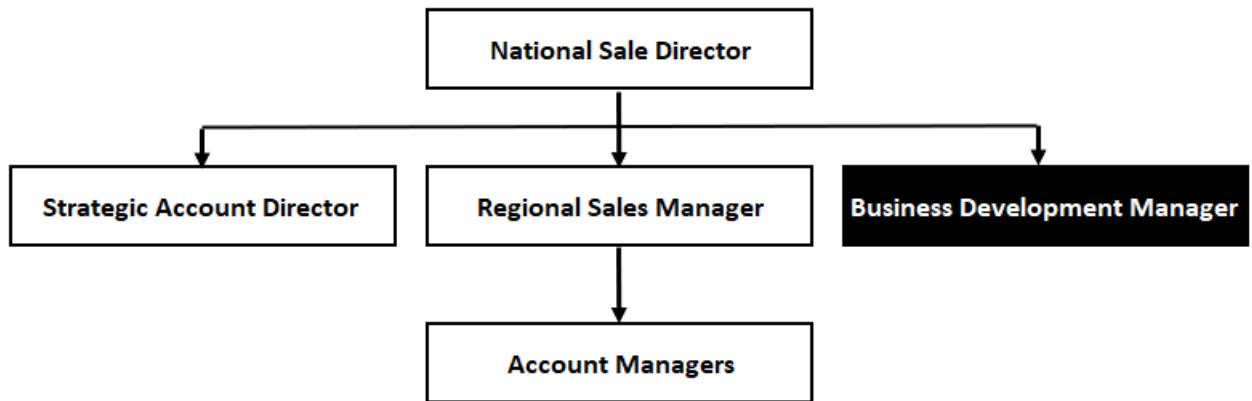 National Sale Director
Strategic Account Director
Regional Sales Manager
Business Development Manager
Account Managers